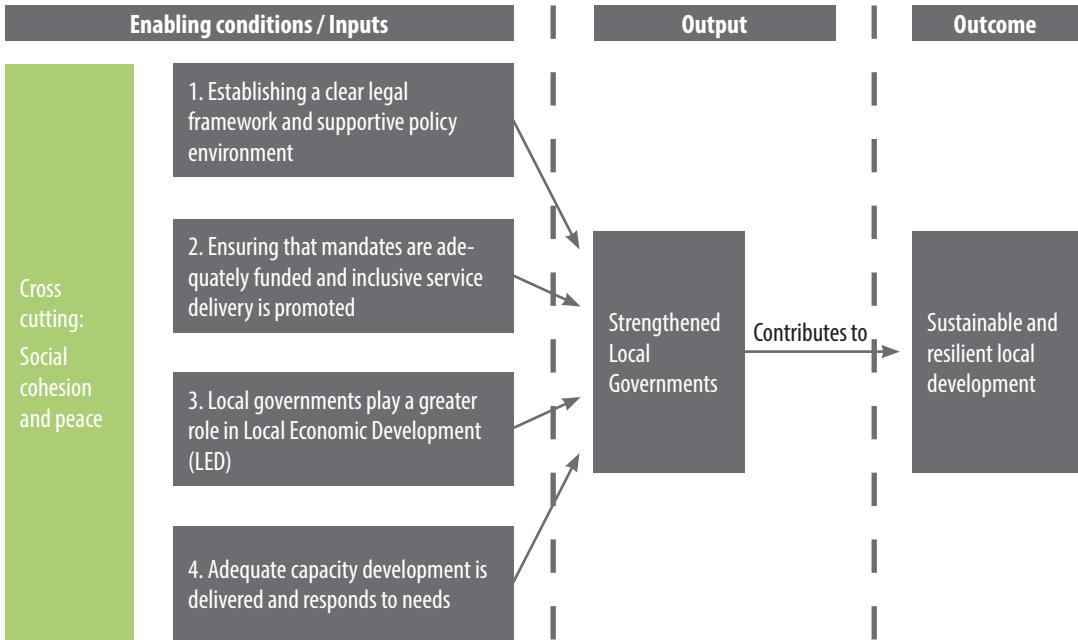 Enabling conditions / Inputs
Output
Outcome
Cross
cutting:
Social
cohesion
and peace
1. Establishing a clear legal
framework and supportive policy
environment
2. Ensuring that mandates are ade-
quately funded and inclusive service
delivery is promoted
3. Local governments play a greater
role in Local Economic Development
(LED)
4. Adequate capacity development is
delivered and responds to needs
Strengthened
Local
Governments
Contributes to
Sustainable and
resilient local
development